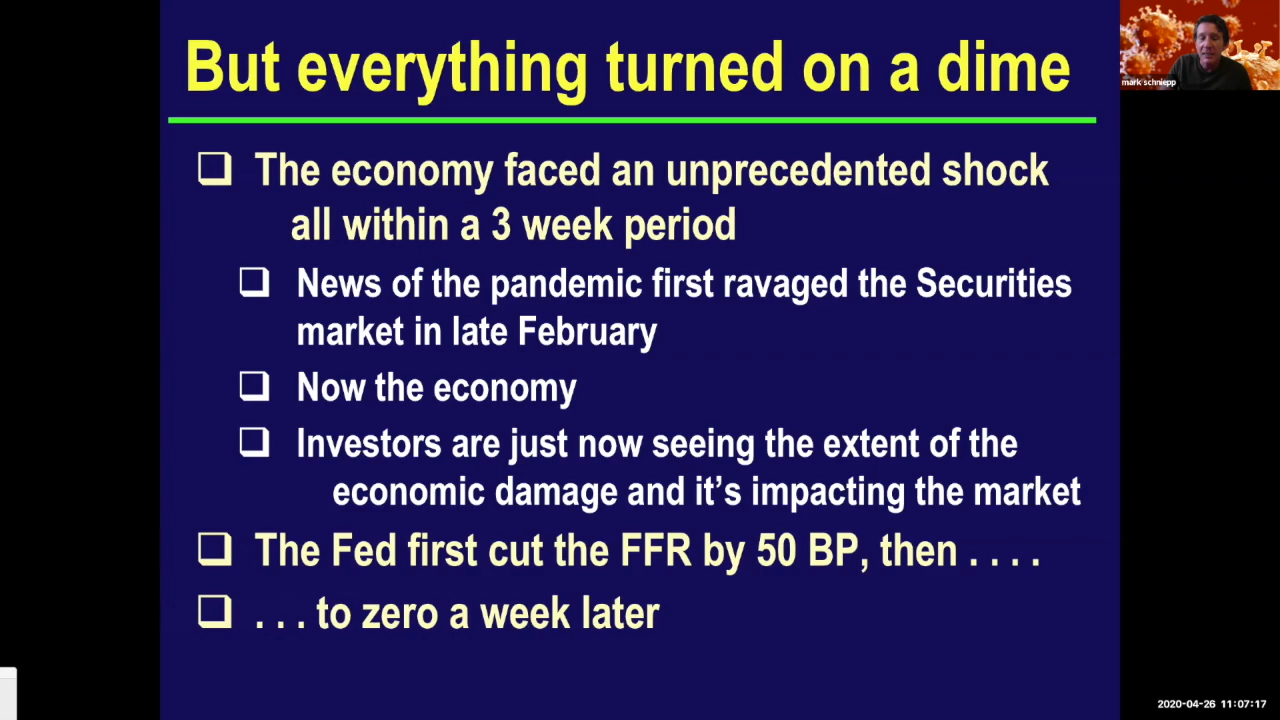 But everything turned on a dime
mark schniepp
The economy faced an unprecedented shock
all within a 3 week period
News of the pandemic first ravaged the Securities
market in late February
Now the economy
Investors are just now seeing the extent of the
economic damage and it’s impacting the market
The Fed first cut the FFR by 50 BP, then . . . .
. . . to zero a week later
2020-04-26 11:07:17